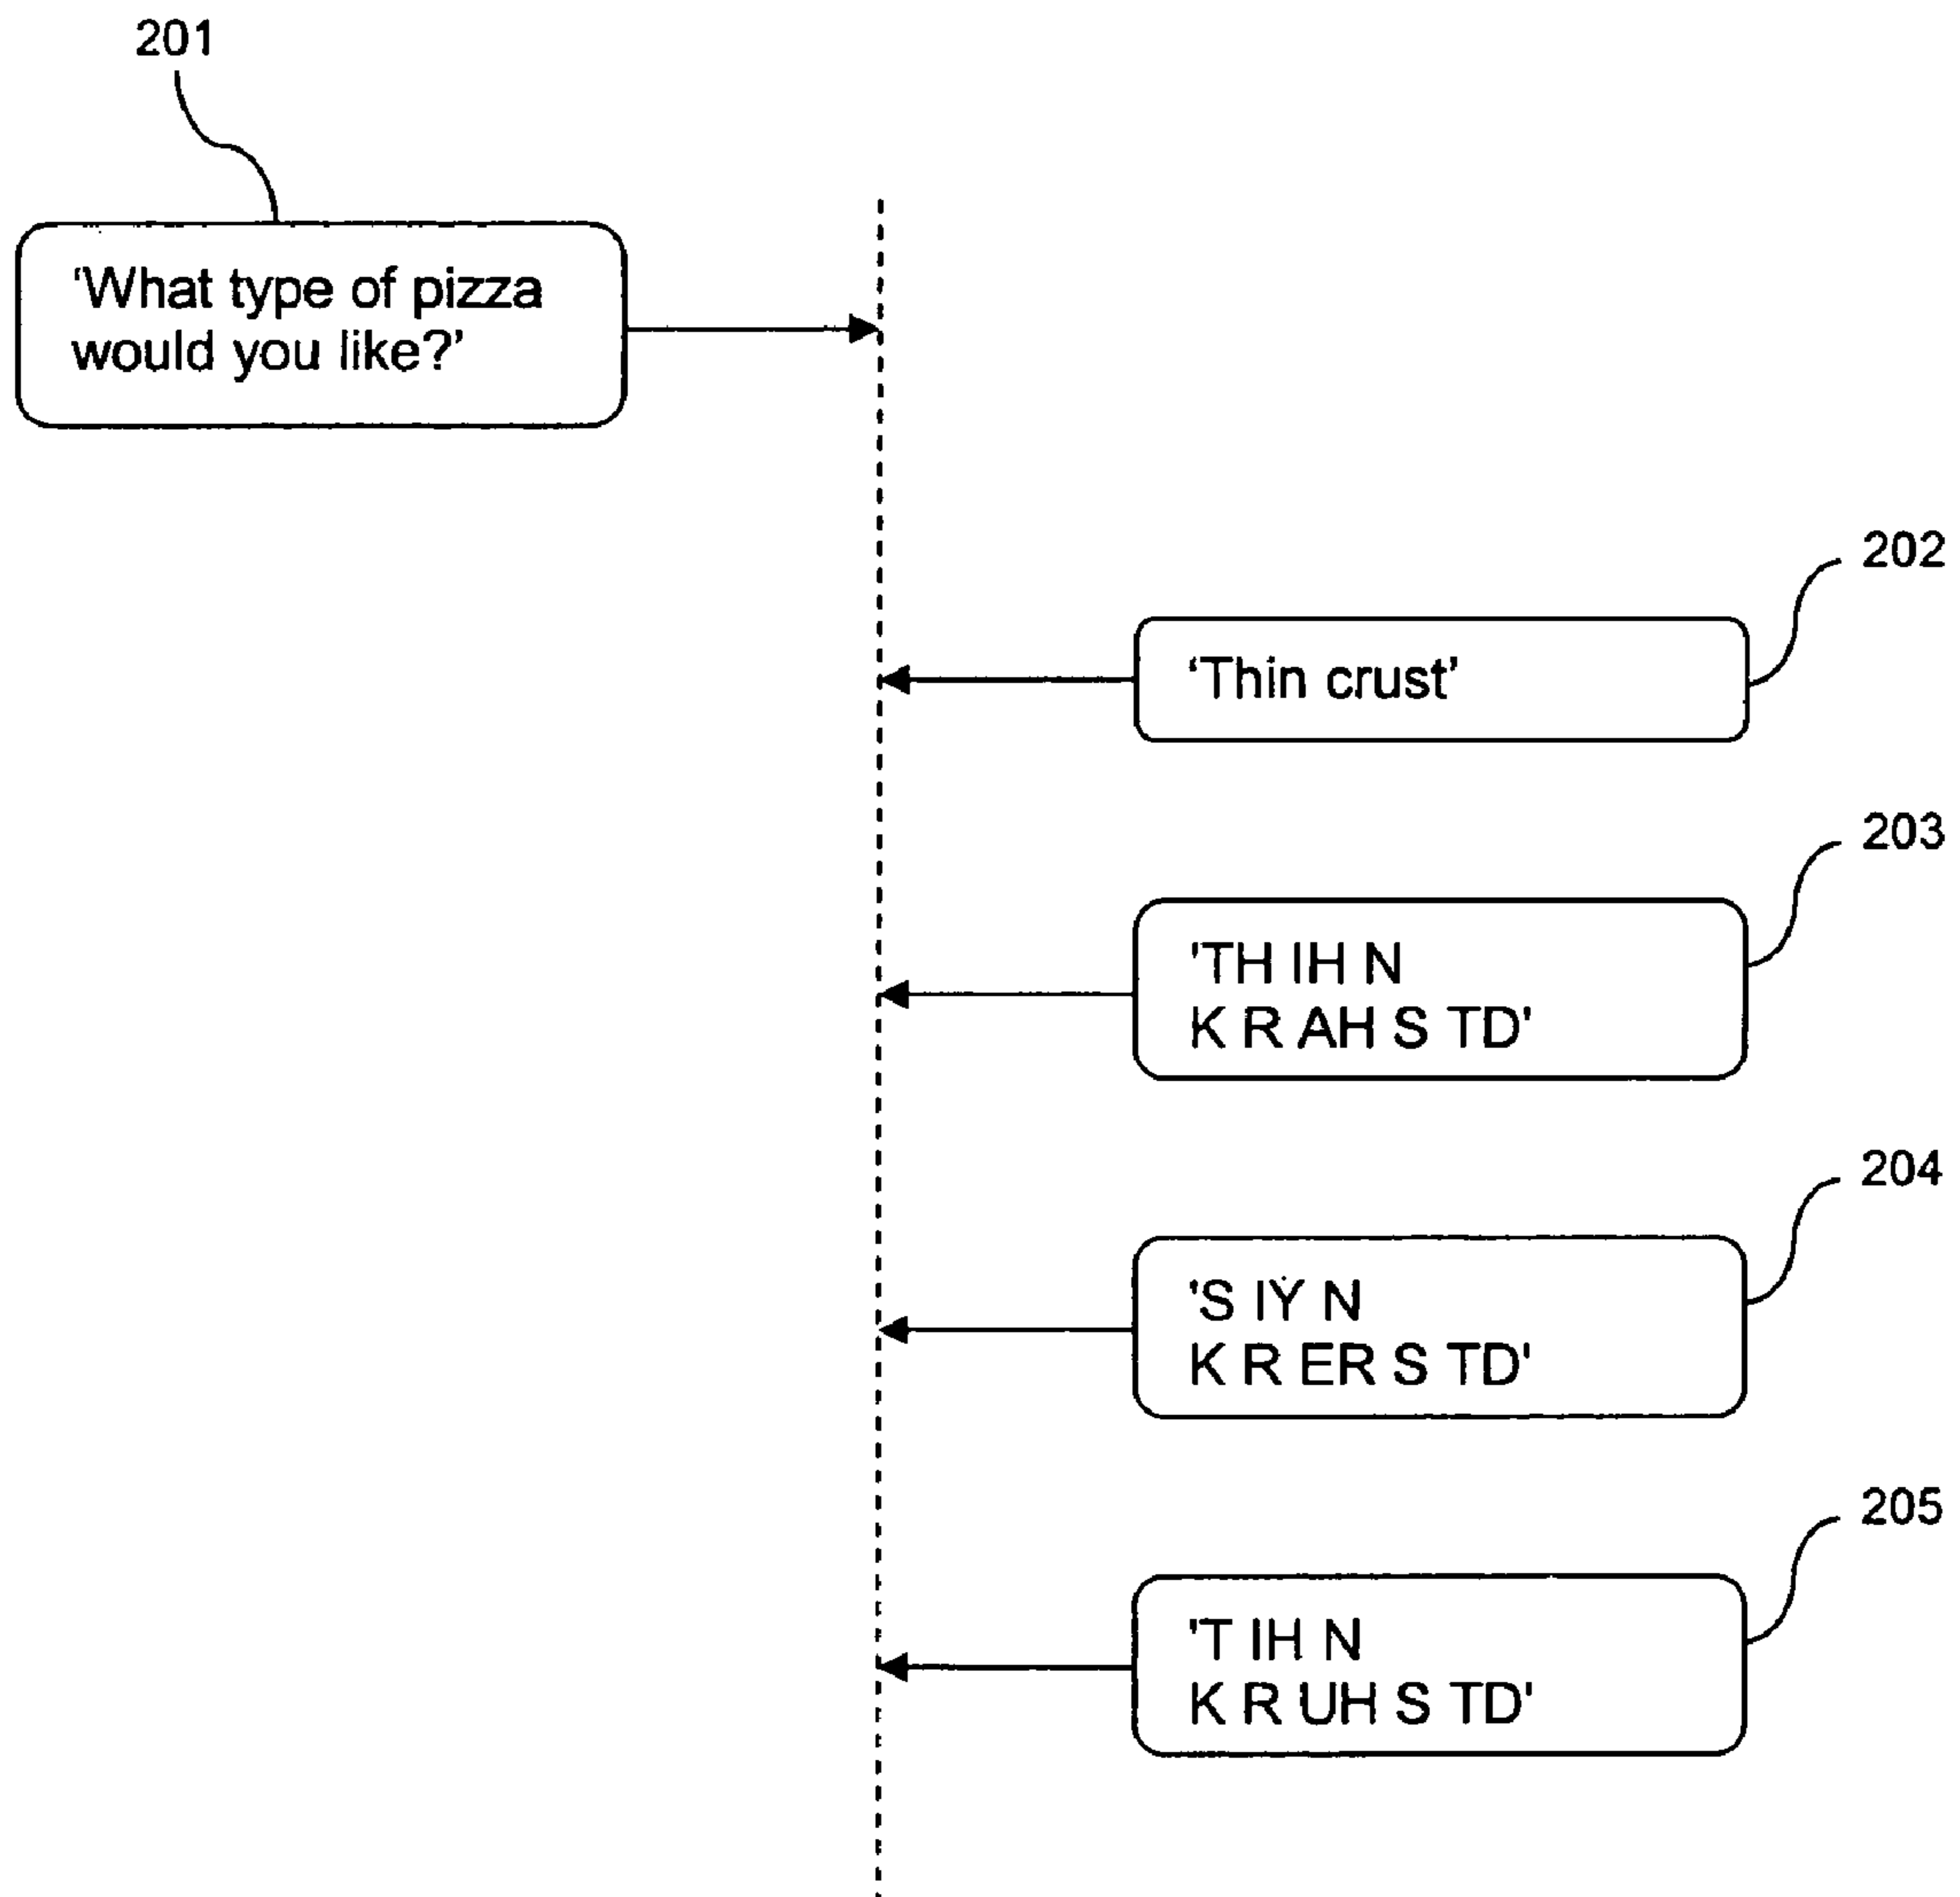 201
‘What type of pizza
would you like?’
202
‘Thin crust’
203
'TH IH N
K R AH S TD'
204
'S IY N
K R ER S TD'
205
'T IH N
K R UH S TD'